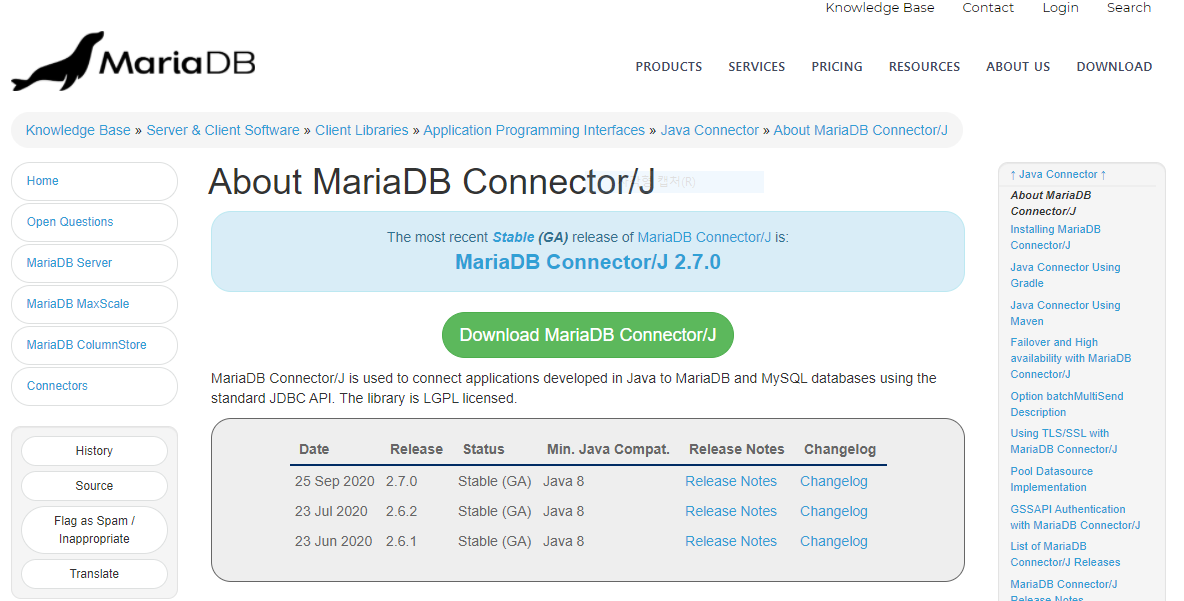 Knowledge Base Contact Login Search
MariaDB
PRODUCTS SERVICES PRICING RESOURCES ABOUT US DOWNLOAD
Knowledge Base » Server & Client Software » Client Libraries » Application Programming Interfaces » Java Connector » About MariaDB Connector/J
Home
Open Questions
MariaDB Server
MariaDB MaxScale
MariaDB ColumnStore
Connectors
History
Source
Flag as Spam /
Inappropriate
Translate
About MariaDB Connector/J
캡처(R)
The most recent Stable (GA) release of MariaDB Connector/J is:
MariaDB Connector/J 2.7.0
Download MariaDB Connector/J
MariaDB Connector/J is used to connect applications developed in Java to MariaDB and MySQL databases using the
standard JDBC API. The library is LGPL licensed.
Date Release Status Min. Java Compat. Release Notes Changelog
25 Sep 2020 2.7.0 Stable (GA) Java 8 Release Notes Changelog
23 Jul 2020 2.6.2 Stable (GA) Java 8 Release Notes Changelog
23 Jun 2020 2.6.1 Stable (GA) Java 8 Release Notes Changelog
↑ Java Connector ↑
About MariaDB
Connector/J
Installing MariaDB
Connector/J
Java Connector Using
Gradle
Java Connector Using
Maven
Failover and High
availability with MariaDB
Connector/J
Option batchMultiSend
Description
Using TLS/SSL with
MariaDB Connector/J
Pool Datasource
Implementation
GSSAPI Authentication
with MariaDB Connector/J
List of MariaDB
Connector/J Releases
MariaDB Connector/J
Release Notes